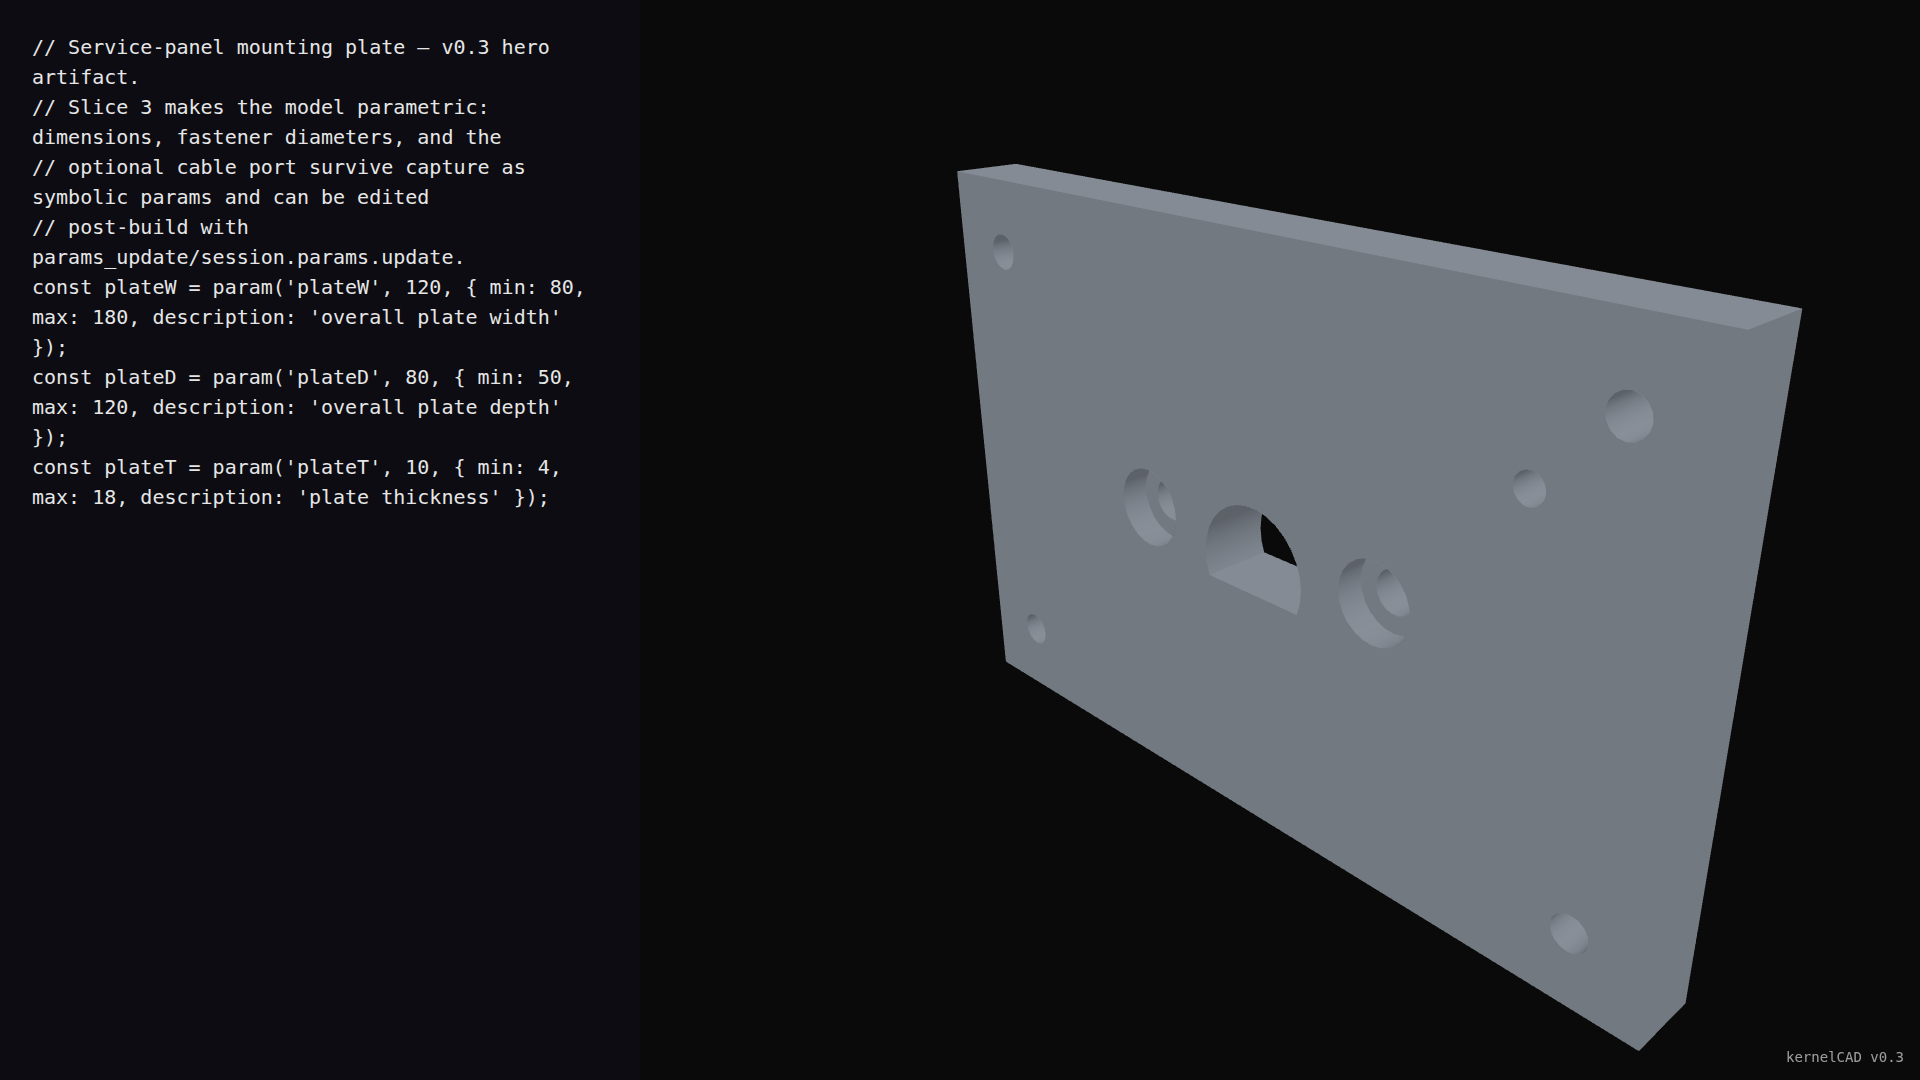 // Service-panel mounting plate — v0.3 hero
artifact.
// Slice 3 makes the model parametric:
dimensions, fastener diameters, and the
// optional cable port survive capture as
symbolic params and can be edited
// post-build with
params_update/session.params.update.
const plateW = param('plateW', 120, { min: 80,
max: 180, description: 'overall plate width'
});
const plateD = param('plateD', 80, { min: 50,
max: 120, description: 'overall plate depth'
});
const plateT = param('plateT', 10, { min: 4,
max: 18, description: 'plate thickness' });
kernelCAD v0.3